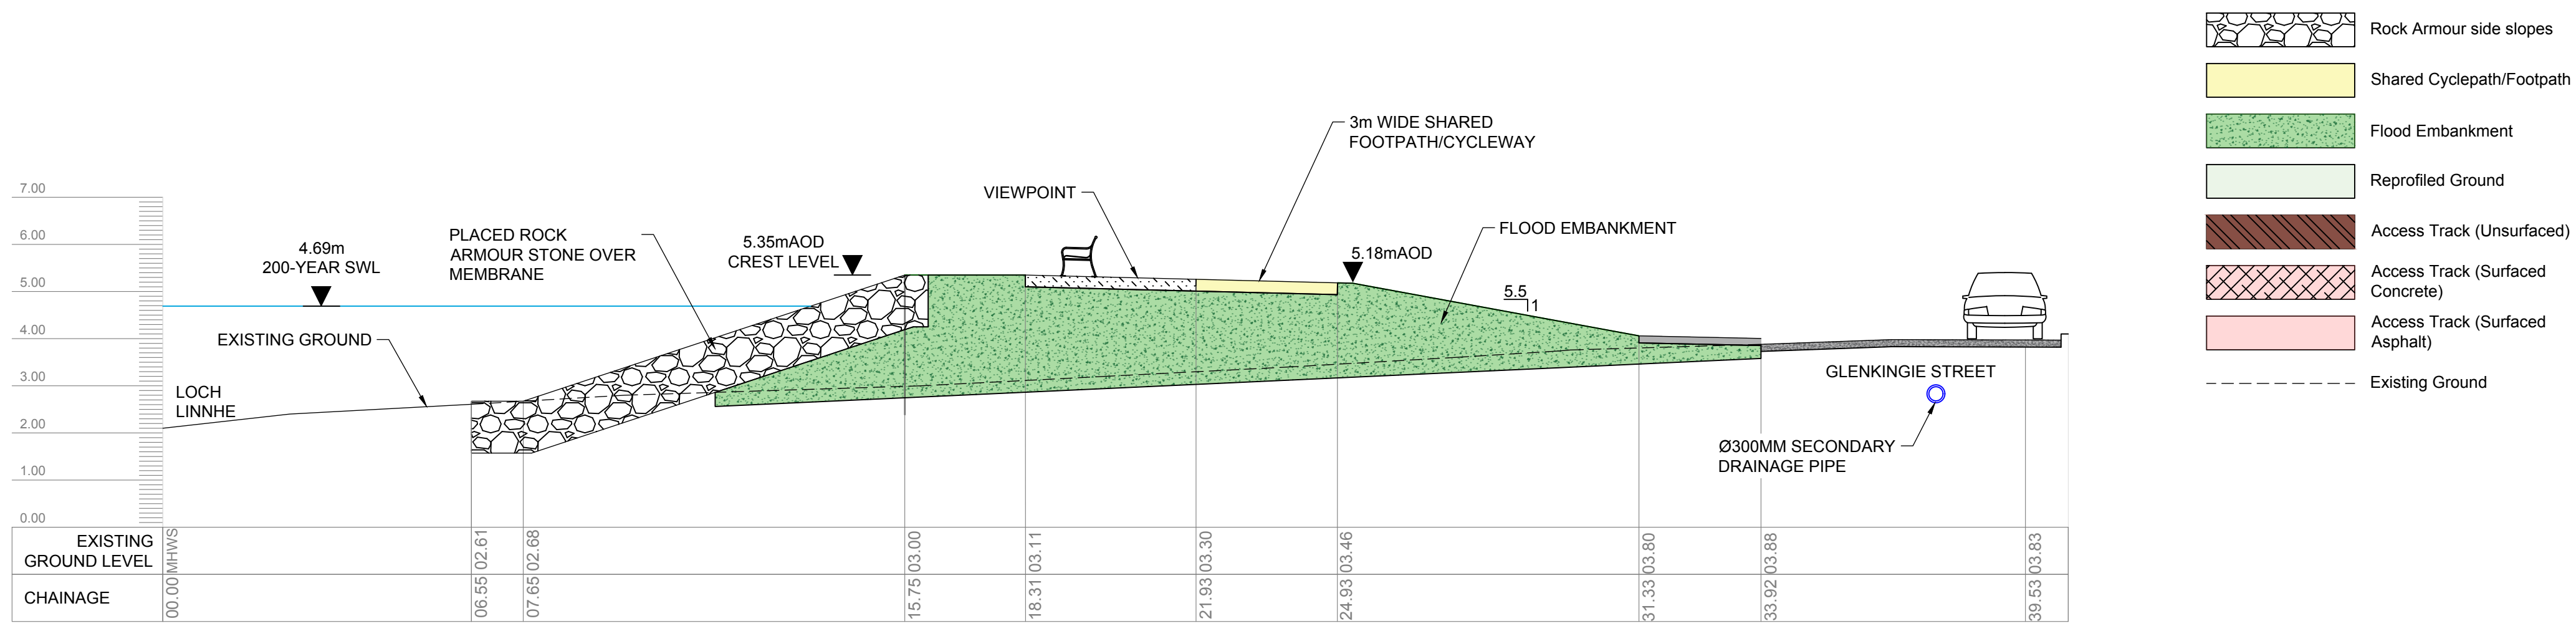 Rock Armour side slopes
Shared Cyclepath/Footpath
Flood Embankment
Reprofiled Ground
Access Track (Unsurfaced)
Access Track (Surfaced
Concrete)
Access Track (Surfaced
Asphalt)
Existing Ground
3m WIDE SHARED
FOOTPATH/CYCLEWAY
VIEWPOINT
FLOOD EMBANKMENT
PLACED ROCK
ARMOUR STONE OVER
MEMBRANE
5.35mAOD
CREST LEVEL
5.18mAOD
4.69m
200-YEAR SWL
5.5
1
EXISTING GROUND
LOCH
LINNHE
GLENKINGIE STREET
Ø300MM SECONDARY
DRAINAGE PIPE
7.00
6.00
5.00
4.00
3.00
2.00
1.00
0.00
EXISTING
GROUND LEVEL
MHWS
02.61
02.68
03.00
03.11
03.30
03.46
03.80
03.88
03.83
CHAINAGE
00.00
06.55
07.65
15.75
18.31
21.93
24.93
31.33
33.92
39.53